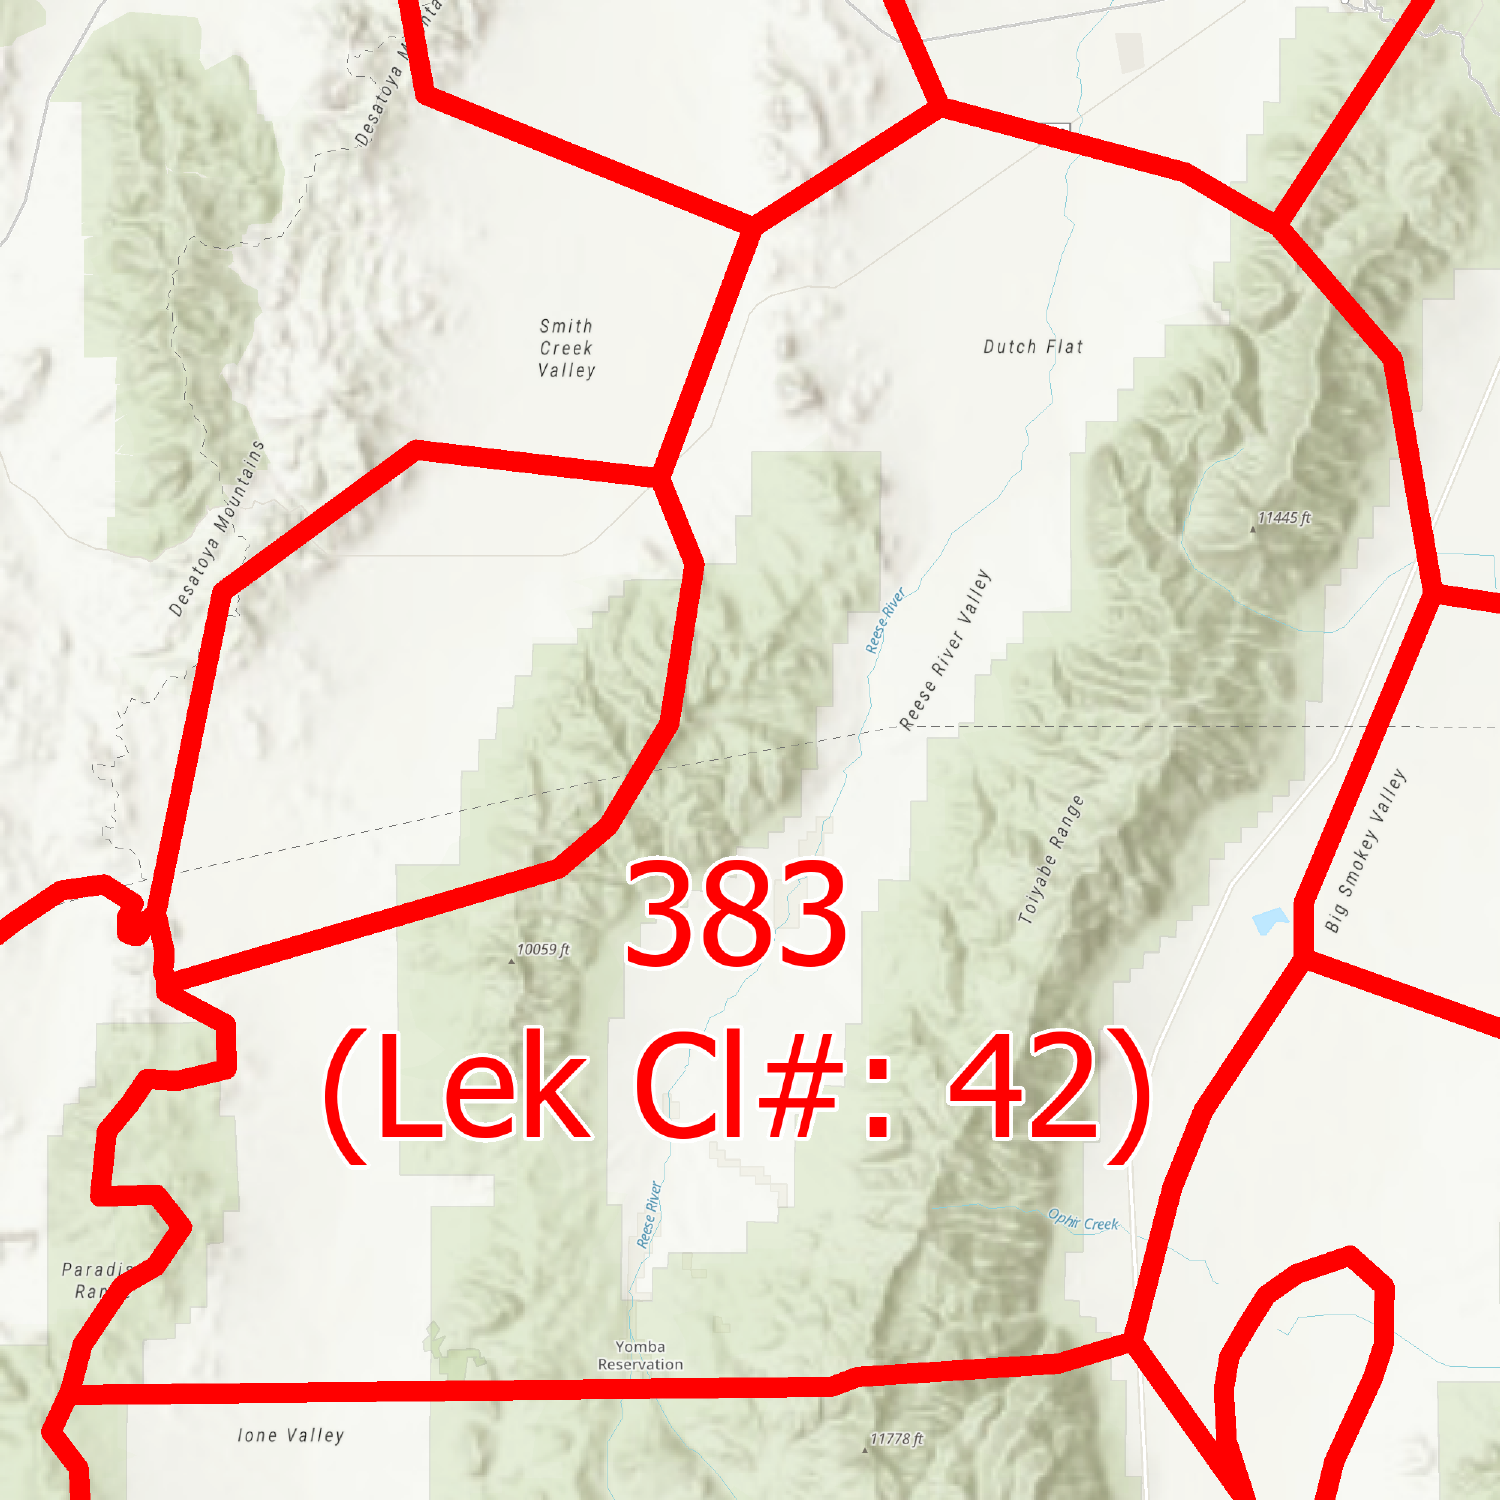 Desatoya Mounta
Smith
Creek
Valley
Dutch Flat
Desatoya Mountains
11445 ft
Reese River
Reese River Valley
Toiyabe Range
Big Smokey Valley
383
10059 ft
(Lek Cl#: 42)
Reese River
Ophir Creek
Paradis
Ran
Yomba
Reservation
Ione Valley
11778 ft